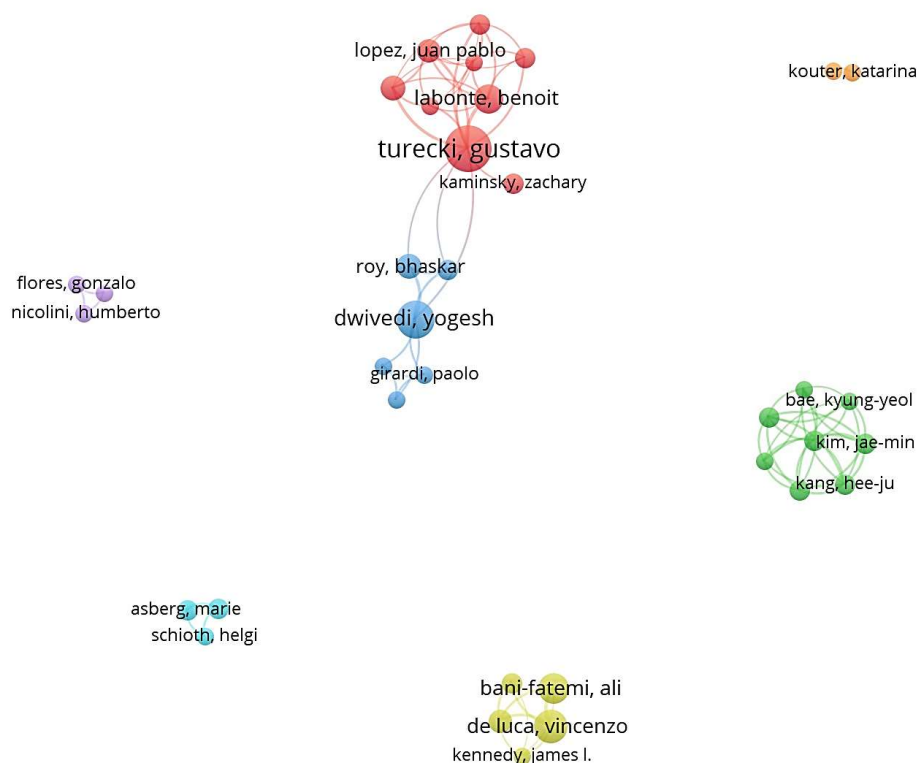 lopez, juan pablo
kouter, katarina
labonte, benoit
turecki, gustavo
kaminsky, zachary
roy, bhaskar
flores, gonzalo
nicolini, humberto
dwivedi, yogesh
girardi, paolo
bae, kyung-yeol
kim, jae-min
kang, hee-ju
asberg, marie
schioth, helgi
bani-fatemi, ali
de luca, vincenzo
kennedy, james l.